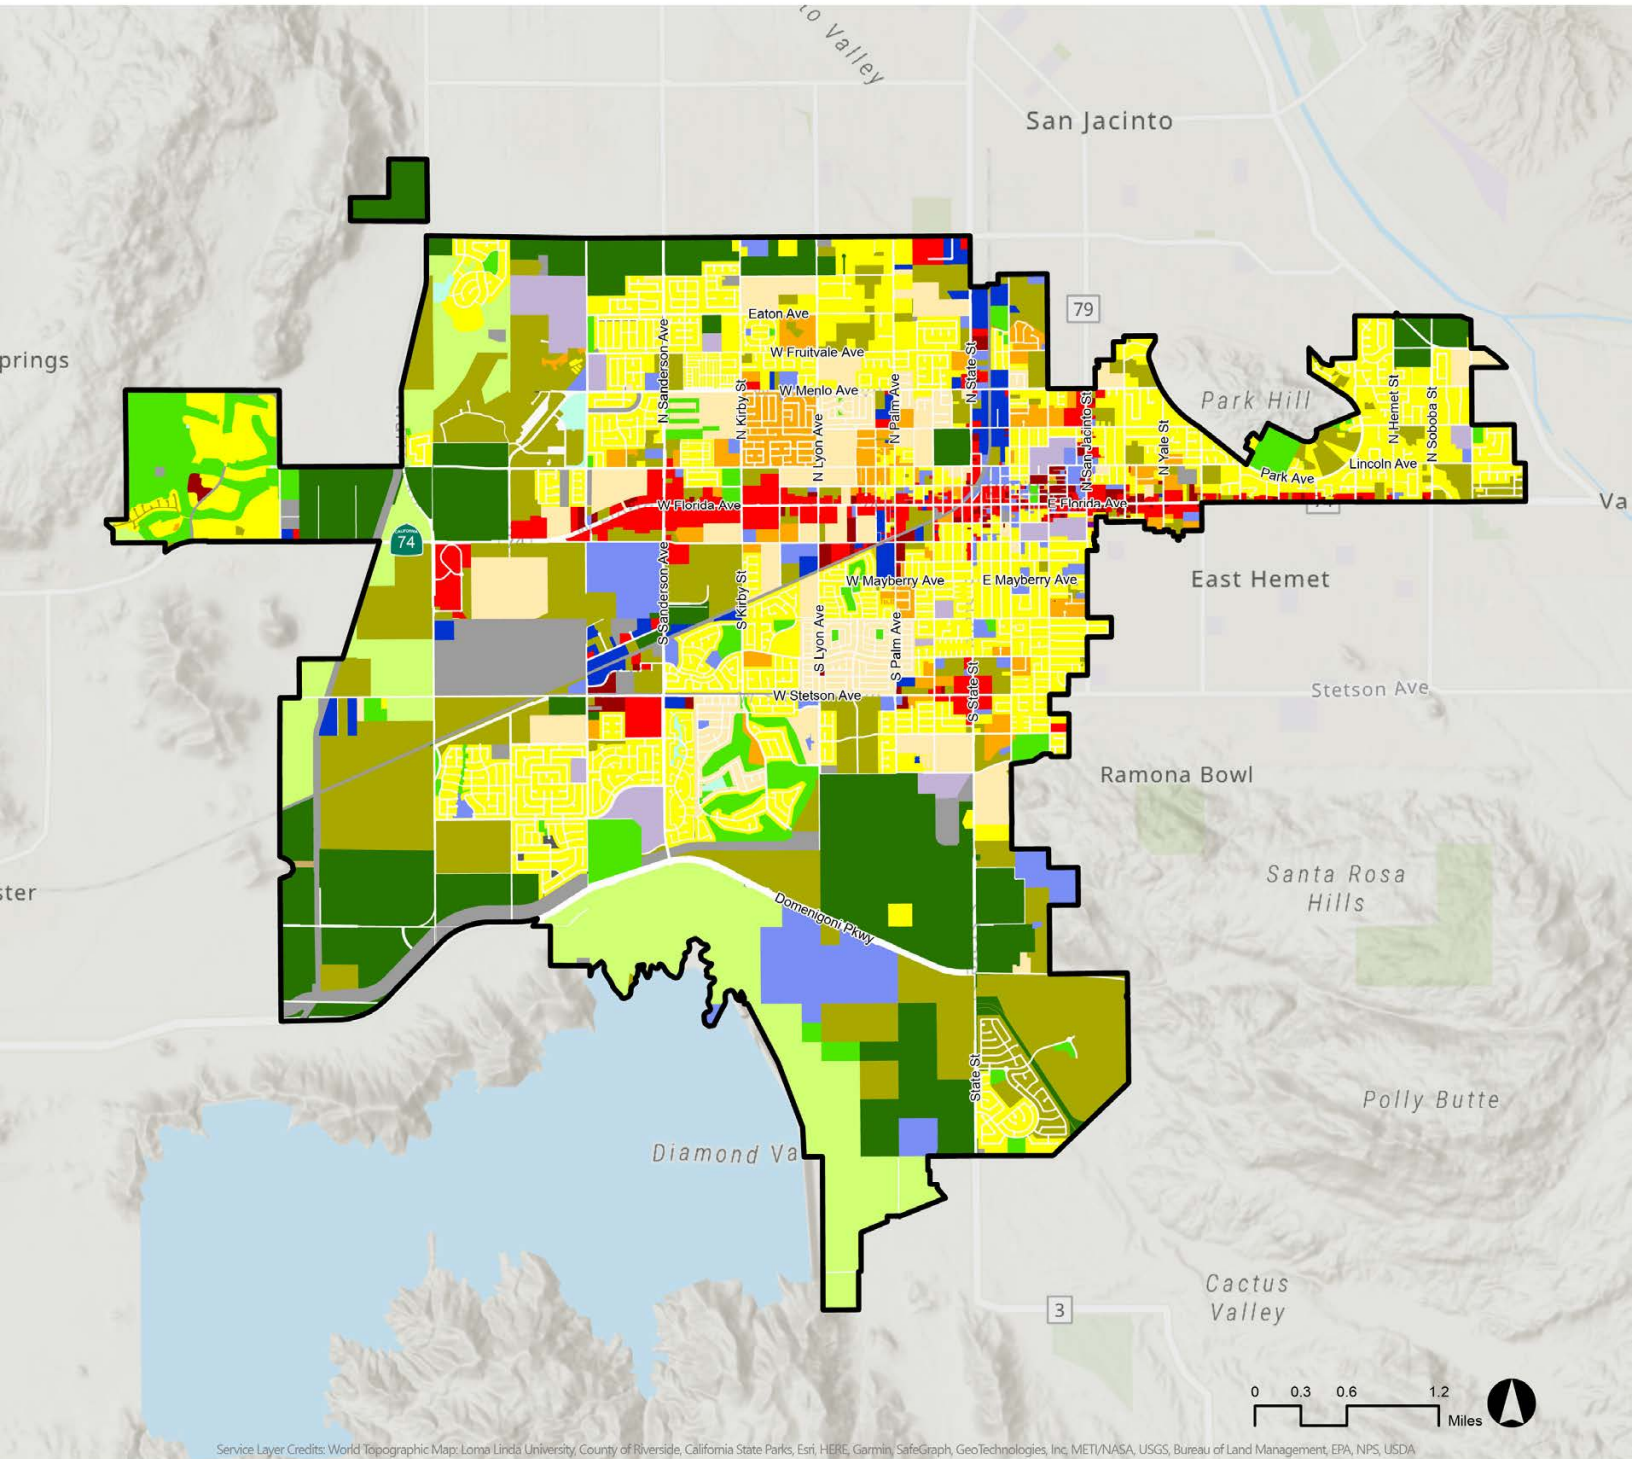 to Valley
San Jacinto
79
Eaton Ave
W Fruitvale Ave
W Menlo Ave
N Sanderson Ave
N Kirby St
N Lyon Ave
N Palm Ave
N State St
N San Jacinto St
N Yale St
Park Hill
N Hemet St
N Soboba St
Lincoln Ave
Park Ave
prings
W Florida Ave
E Florida Ave
Va
CALIFORNIA
74
W Mayberry Ave
E Mayberry Ave
East Hemet
S Sanderson Ave
S Kirby St
S Lyon Ave
S Palm Ave
S State St
W Stetson Ave
Stetson Ave
Ramona Bowl
Santa Rosa
Hills
ster
Domenigoni Pkwy
State St
Polly Butte
Diamond Va
Cactus
Valley
3
0 0.3 0.6 1.2
Miles
Service Layer Credits: World Topographic Map: Loma Linda University, County of Riverside, California State Parks, Esri, HERE, Garmin, SafeGraph, GeoTechnologies, Inc, METI/NASA, USGS, Bureau of Land Management, EPA, NPS, USDA